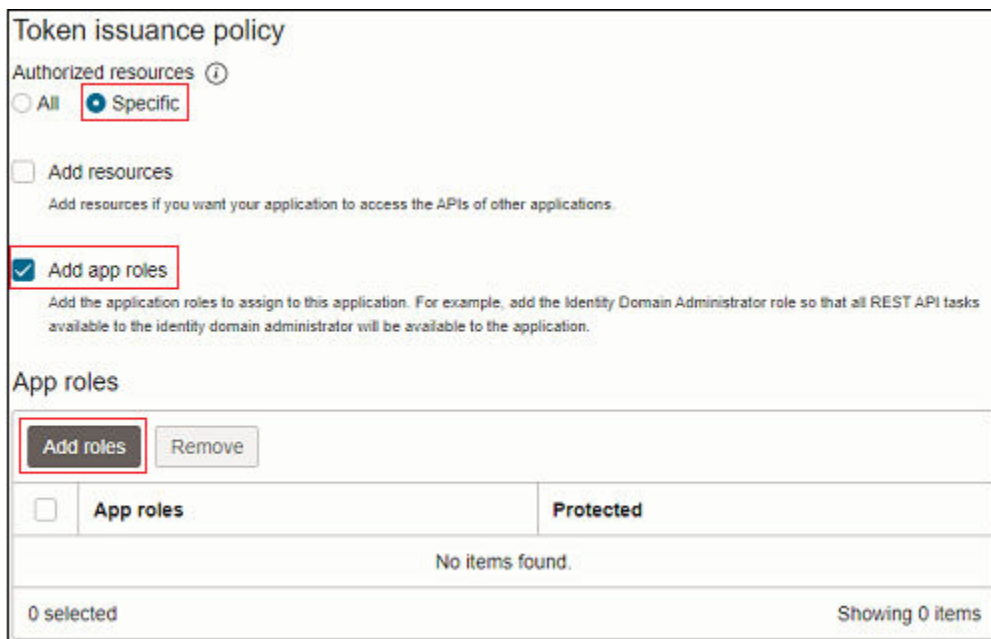 Token issuance policy
Authorized resources
All Specific
Add resources
Add resources if you want your application to access the APIs of other applications.
Add app roles
Add the application roles to assign to this application. For example, add the Identity Domain Administrator role so that all REST API tasks
available to the identity domain administrator will be available to the application.
App roles
Add roles Remove
App roles Protected
No items found.
0 selected Showing 0 items